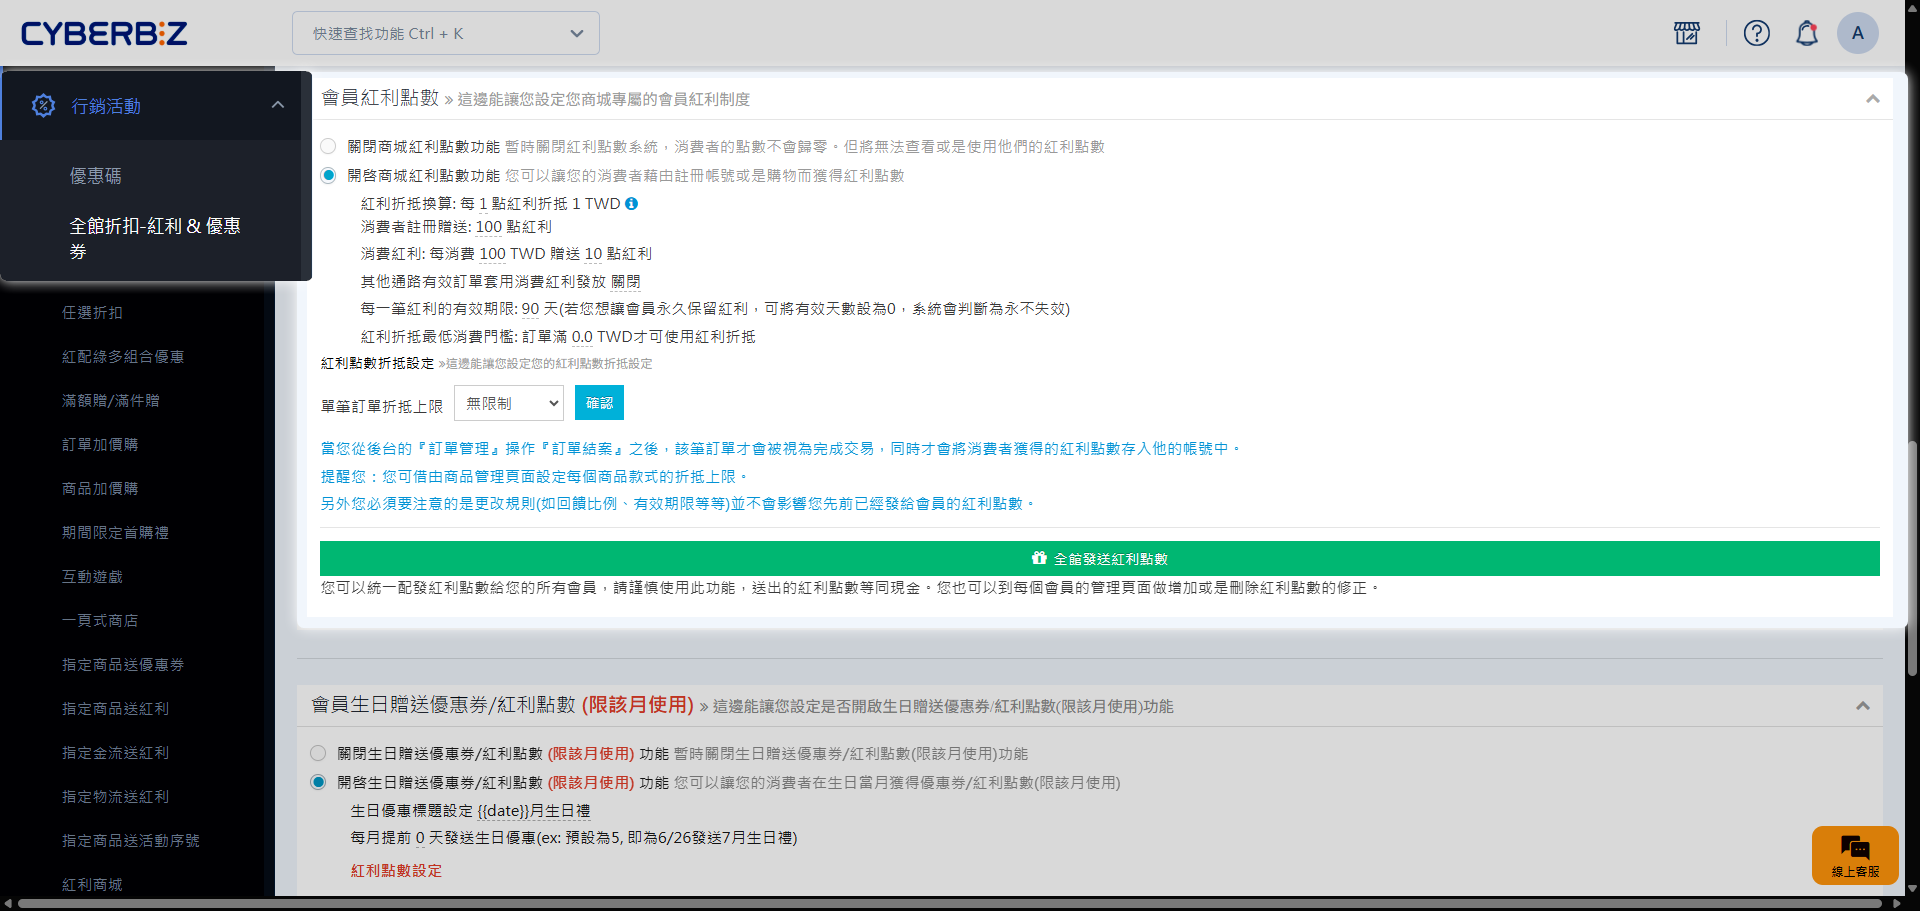 CYBERBIZ
快速查找功能 Ctrl + K
A
行銷活動
優惠碼
全館折扣-紅利 & 優惠
券
任選折扣
紅配綠多組合優惠
滿額贈/滿件贈
訂單加價購
商品加價購
期間限定首購禮
互動遊戲
一頁式商店
指定商品送優惠券
指定商品送紅利
指定金流送紅利
指定物流送紅利
指定商品送活動序號
紅利商城
會員紅利點數 » 這邊能讓您設定您商城專屬的會員紅利制度
關閉商城紅利點數功能 暫時關閉紅利點數系統，消費者的點數不會歸零。但將無法查看或是使用他們的紅利點數
開啓商城紅利點數功能 您可以讓您的消費者藉由註冊帳號或是購物而獲得紅利點數
紅利折抵換算: 每 1 點紅利折抵 1 TWD
消費者註冊贈送: 100 點紅利
消費紅利: 每消費 100 TWD 贈送 10 點紅利
其他通路有效訂單套用消費紅利發放 關閉
每一筆紅利的有效期限: 90 天(若您想讓會員永久保留紅利，可將有效天數設為0，系統會判斷為永不失效)
紅利折抵最低消費門檻: 訂單滿 0.0 TWD才可使用紅利折抵
紅利點數折抵設定 »這邊能讓您設定您的紅利點數折抵設定
單筆訂單折抵上限 無限制 確認
當您從後台的『訂單管理』操作『訂單結案』之後，該筆訂單才會被視為完成交易，同時才會將消費者獲得的紅利點數存入他的帳號中。
提醒您：您可借由商品管理頁面設定每個商品款式的折抵上限。
另外您必須要注意的是更改規則(如回饋比例、有效期限等等)並不會影響您先前已經發給會員的紅利點數。
全館發送紅利點數
您可以統一配發紅利點數給您的所有會員，請謹慎使用此功能，送出的紅利點數等同現金。您也可以到每個會員的管理頁面做增加或是刪除紅利點數的修正。
會員生日贈送優惠券/紅利點數 (限該月使用) » 這邊能讓您設定是否開啟生日贈送優惠券/紅利點數(限該月使用)功能
關閉生日贈送優惠券/紅利點數 (限該月使用) 功能 暫時關閉生日贈送優惠券/紅利點數(限該月使用)功能
開啓生日贈送優惠券/紅利點數 (限該月使用) 功能 您可以讓您的消費者在生日當月獲得優惠券/紅利點數(限該月使用)
生日優惠標題設定 {{date}}月生日禮
每月提前 0 天發送生日優惠(ex: 預設為5, 即為6/26發送7月生日禮)
紅利點數設定
線上客服